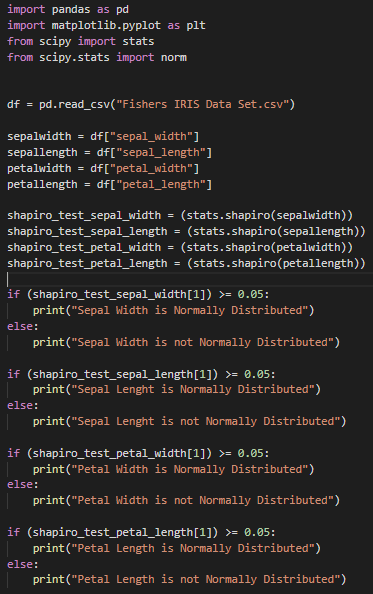 import pandas as pd
import matplotlib.pyplot as plt
from scipy import stats
from scipy.stats import norm
df = pd.read_csv("Fishers IRIS Data Set.csv")
sepalwidth = df["sepal_width"]
sepallength = df["sepal_length"]
petalwidth = df["petal_width"]
petallength = df["petal_length"]
shapiro_test_sepal_width = (stats.shapiro(sepalwidth))
shapiro_test_sepal_length = (stats.shapiro(sepallength))
shapiro_test_petal_width = (stats.shapiro(petalwidth))
shapiro_test_petal_length = (stats.shapiro(petallength))
if (shapiro_test_sepal_width[1]) >= 0.05:
    print("Sepal Width is Normally Distributed")
else:
    print("Sepal Width is not Normally Distributed")
if (shapiro_test_sepal_length[1]) >= 0.05:
    print("Sepal Lenght is Normally Distributed")
else:
    print("Sepal Lenght is not Normally Distributed")
if (shapiro_test_petal_width[1]) >= 0.05:
    print("Petal Width is Normally Distributed")
else:
    print("Petal Width is not Normally Distributed")
if (shapiro_test_petal_length[1]) >= 0.05:
    print("Petal Length is Normally Distributed")
else:
    print("Petal Length is not Normally Distributed")